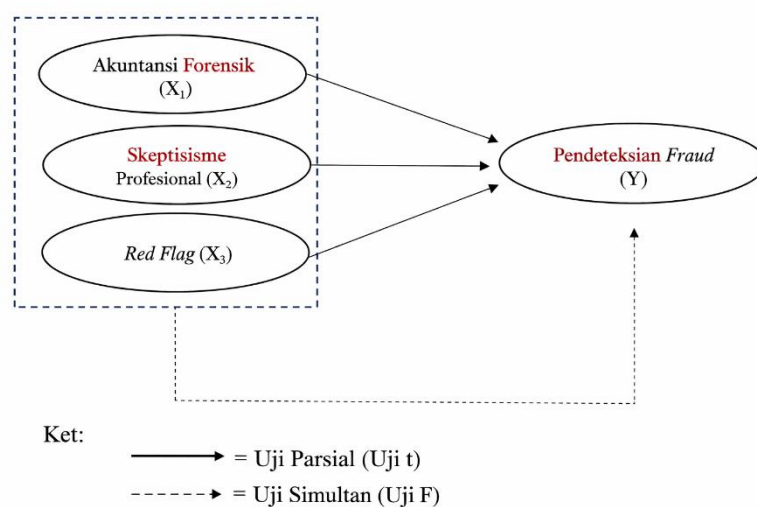 Akuntansi Forensik
(X₁)
Skeptisisme
Profesional (X₂)
Red Flag (X₃)
Pendeteksian Fraud
(Y)
Ket:
= Uji Parsial (Uji t)
= Uji Simultan (Uji F)